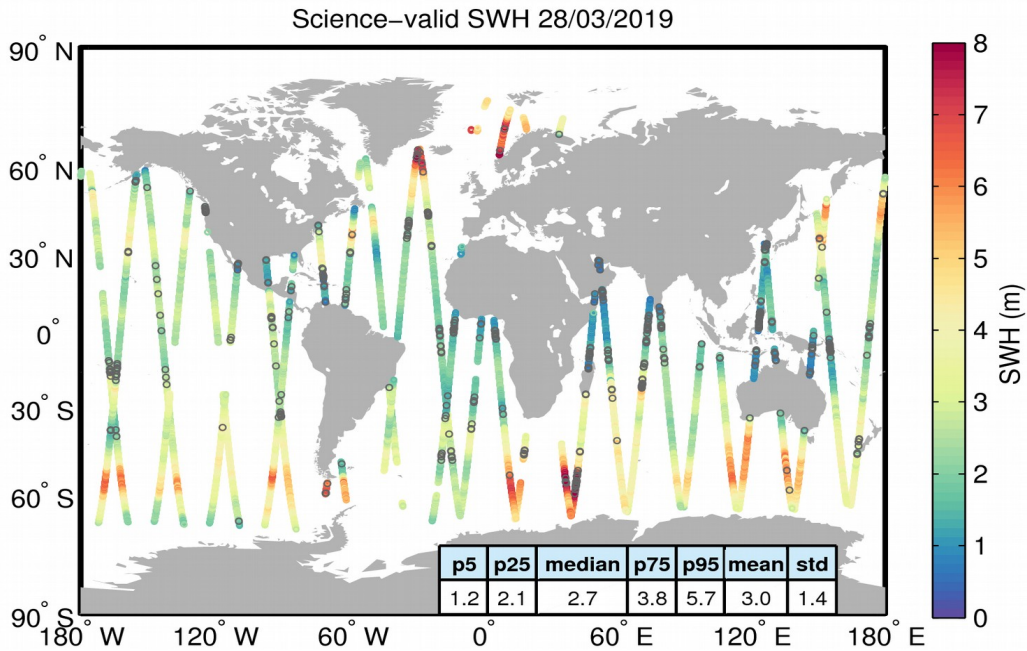 Science−valid SWH 28/03/2019
90° N
60° N
30° N
0°
30° S
60° S
90° S
180° W 120° W 60° W 0° 60° E 120° E 180° E
p5 p25 median p75 p95 mean std
1.2 2.1 2.7 3.8 5.7 3.0 1.4
8
7
6
5
4
3
2
1
0
SWH (m)